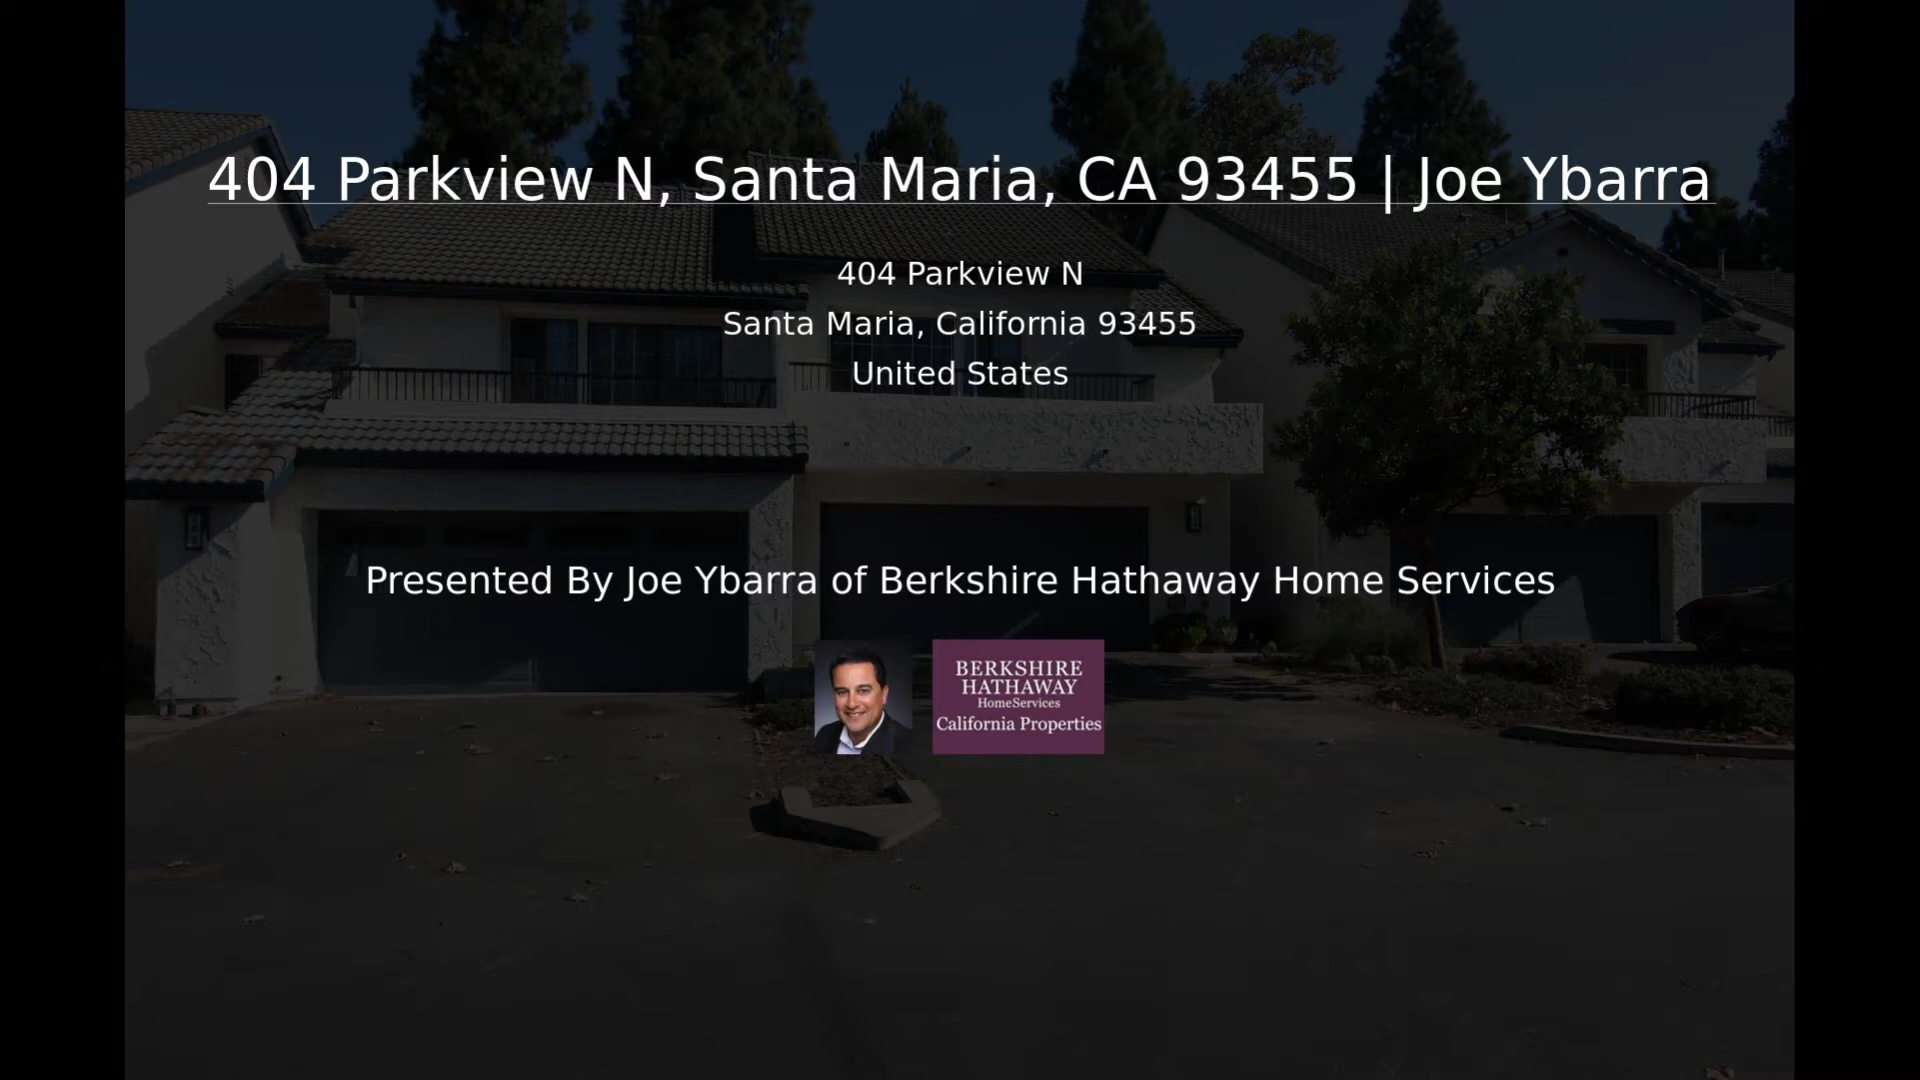 404 Parkview N, Santa Maria, CA 93455 | Joe Ybarra
404 Parkview N
Santa Maria, California 93455
United States
Presented By Joe Ybarra of Berkshire Hathaway Home Services
BERKSHIRE
HATHAWAY
HomeServices
California Properties